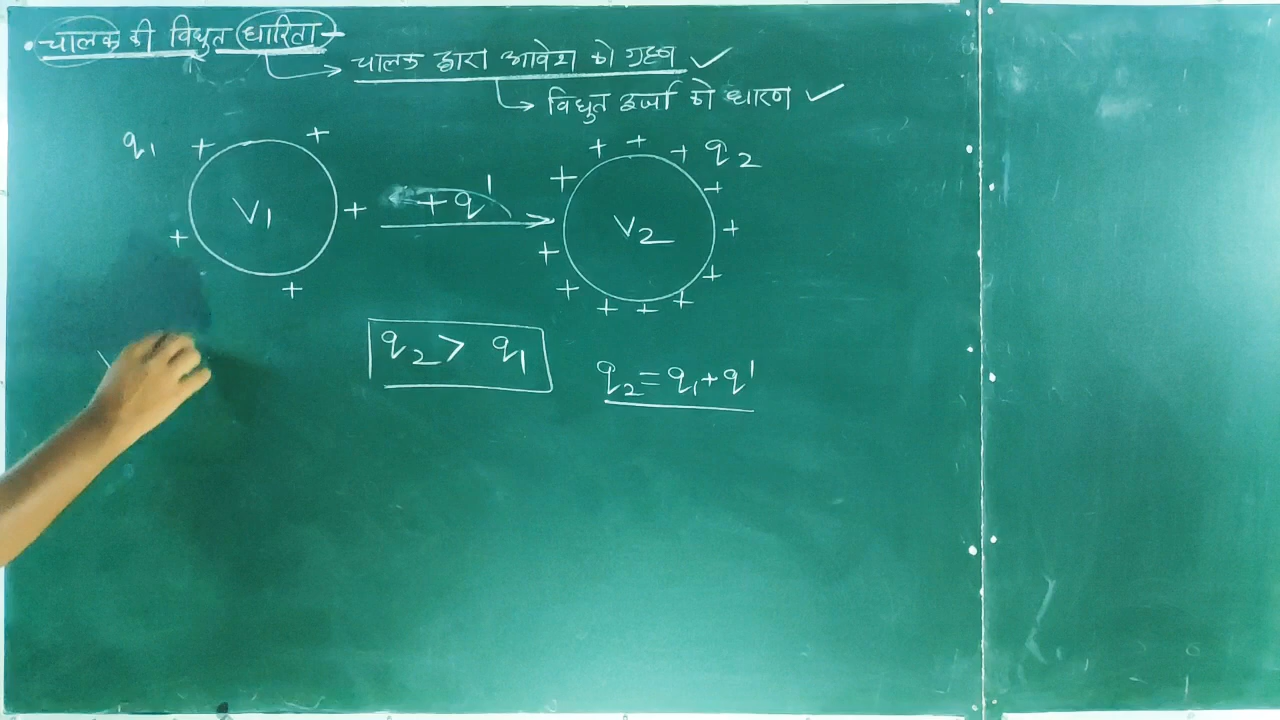 चालक की विधुत धारिता
चालक द्वारा आवेश को ग्रहण ✓
विधुत ऊर्जा को धारण ✓
q₁
V₁
+q'
V₂
q₂
q₂ > q₁
q₂ = q₁ + q'